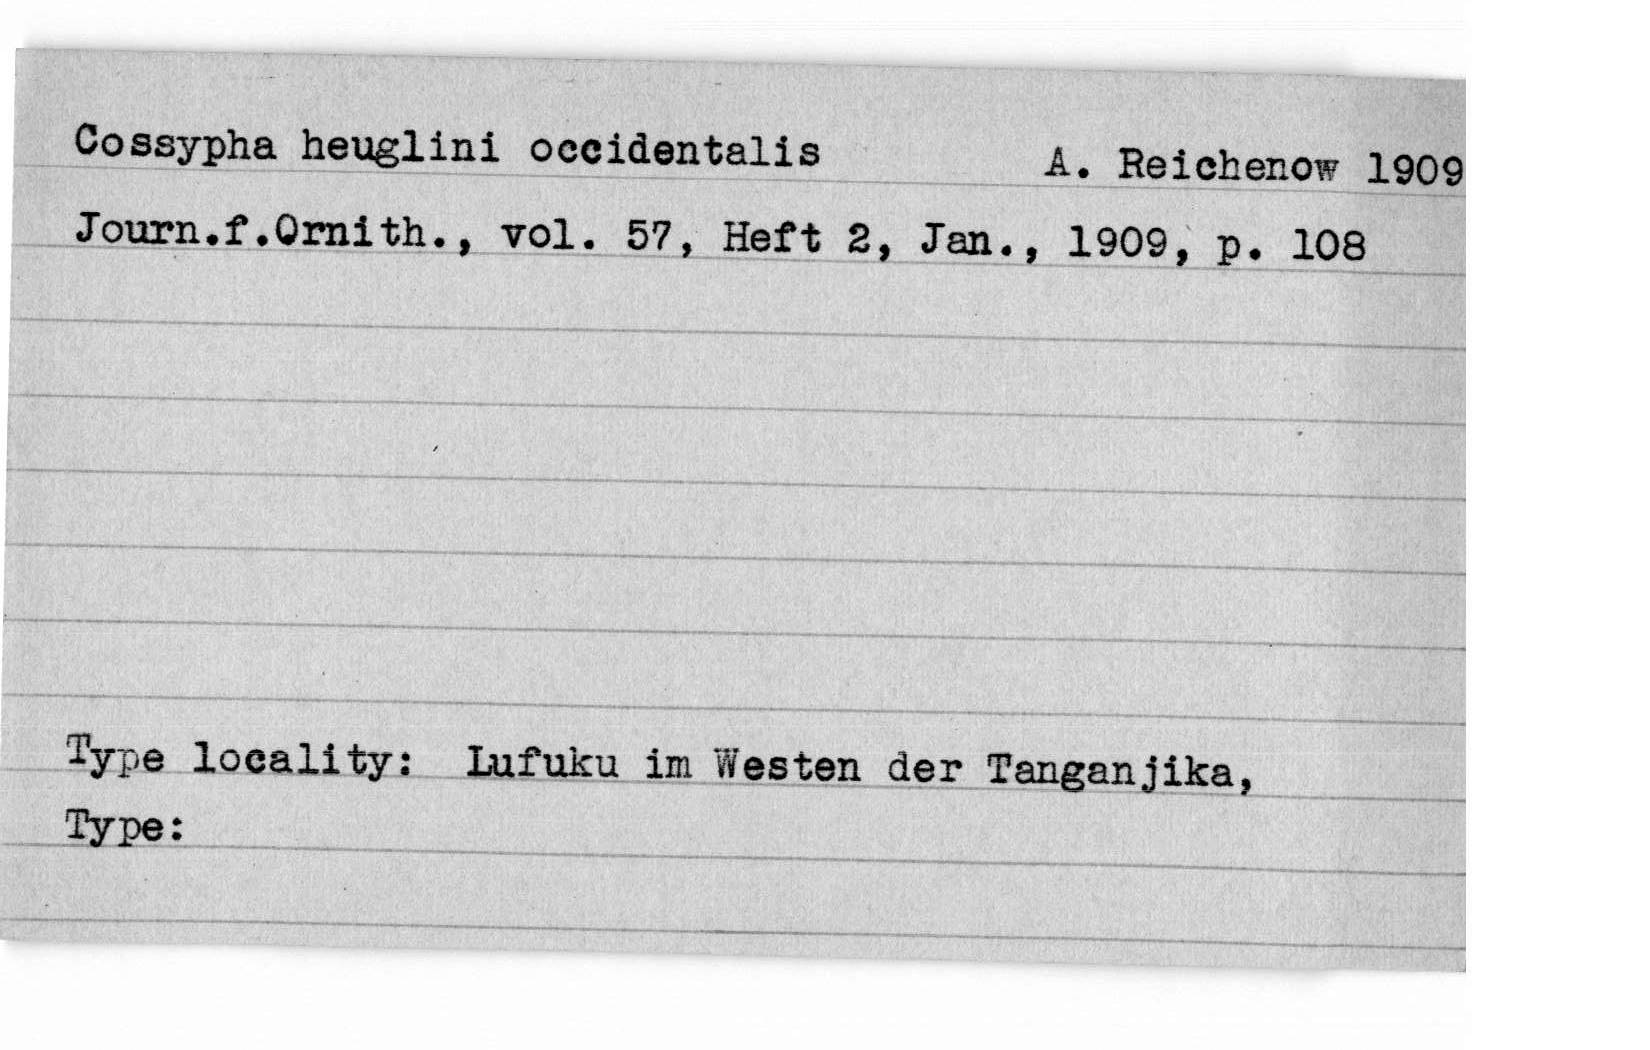 Cossypha heuglini occidentalis A. Reichenow 1909
Journ.f.Ornith., vol. 57, Heft 2, Jan., 1909, p. 108
Type locality: Lufuku im Westen der Tanganjika,
Type: